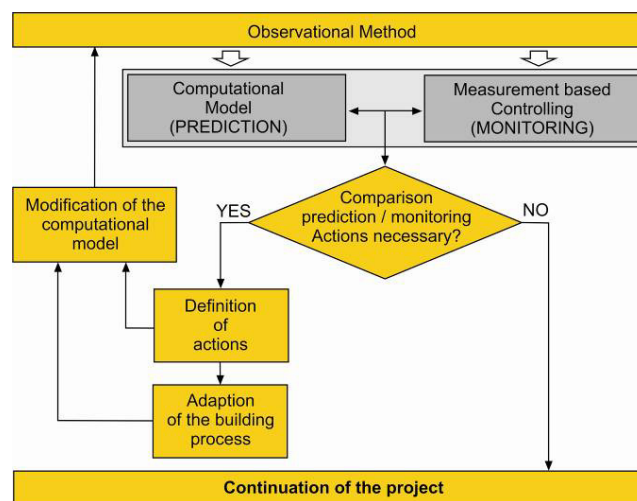 Observational Method
Computational
Model
(PREDICTION)
Measurement based
Controlling
(MONITORING)
Modification of the
computational
model
YES
Comparison
prediction / monitoring
Actions necessary?
NO
Definition
of
actions
Adaption
of the building
process
Continuation of the project